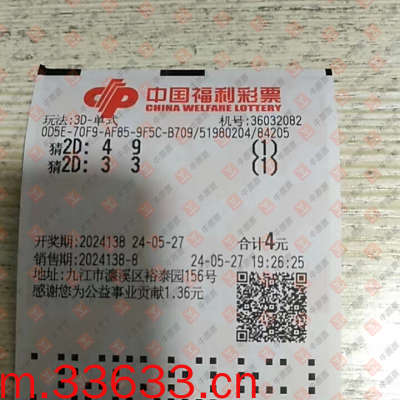 中国福利彩票
CHINA WELFARE LOTTERY
玩法:3D-单式 机号:36032082
0D5E-70F9-AF85-9F5C-B709/51980204/84205
猜2D: 4 9 (1)
猜2D: 3 3 (1)
开奖期:2024138 24-05-27 合计4元
销售期:2024138-8 24-05-27 19:26:25
地址:九江市濂溪区裕泰园156号
感谢您为公益事业贡献1.36元
m.33633.cn